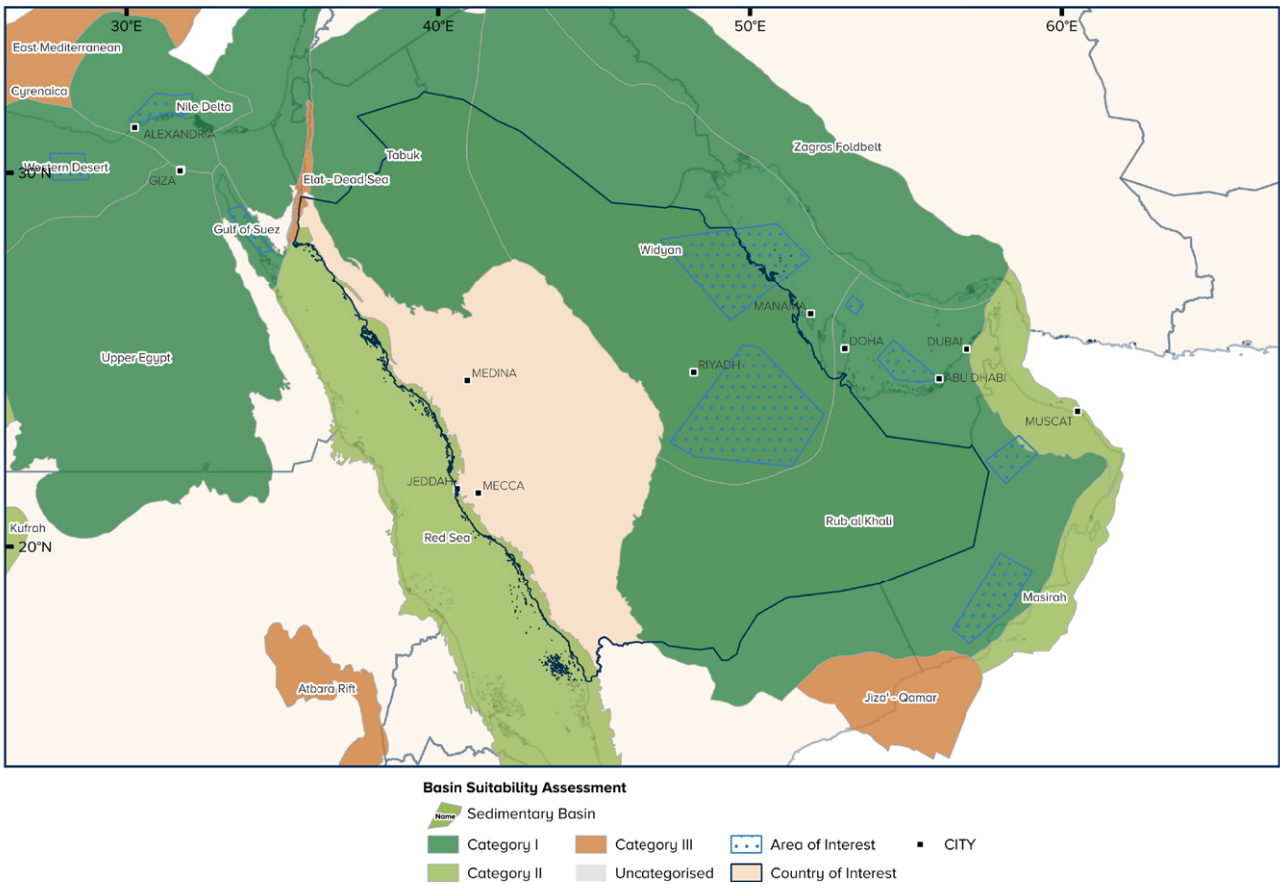 30°E
40°E
50°E
60°E
East Mediterranean
Cyrenaica
Nile Delta
ALEXANDRIA
Western Desert
30°N
GIZA
Tabuk
Zagros Foldbelt
Elat - Dead Sea
Gulf of Suez
Widyan
MANAMA
Upper Egypt
MEDINA
RIYADH
DOHA
DUBAI
ABU DHABI
MUSCAT
JEDDAH
MECCA
Kufrah
20°N
Red Sea
Rub al Khali
Masirah
Atbara Rift
Jiza' - Qamar
Basin Suitability Assessment
Name
Sedimentary Basin
Category I
Category III
Area of Interest
CITY
Category II
Uncategorised
Country of Interest